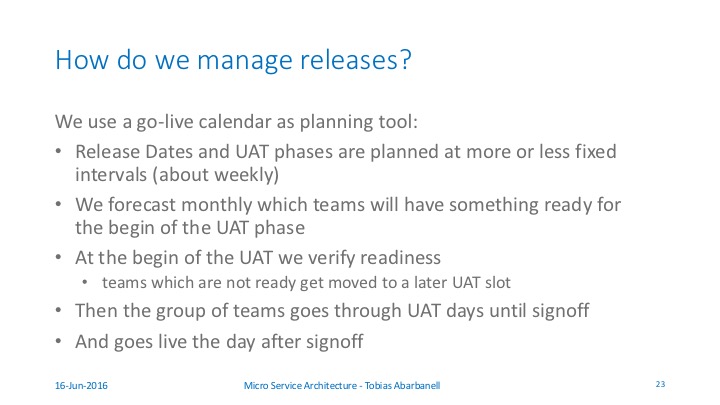 How do we manage releases?
We use a go-live calendar as planning tool:
• Release Dates and UAT phases are planned at more or less fixed
intervals (about weekly)
• We forecast monthly which teams will have something ready for
the begin of the UAT phase
• At the begin of the UAT we verify readiness
• teams which are not ready get moved to a later UAT slot
• Then the group of teams goes through UAT days until signoff
• And goes live the day after signoff
16-Jun-2016 Micro Service Architecture - Tobias Abarbanell 23